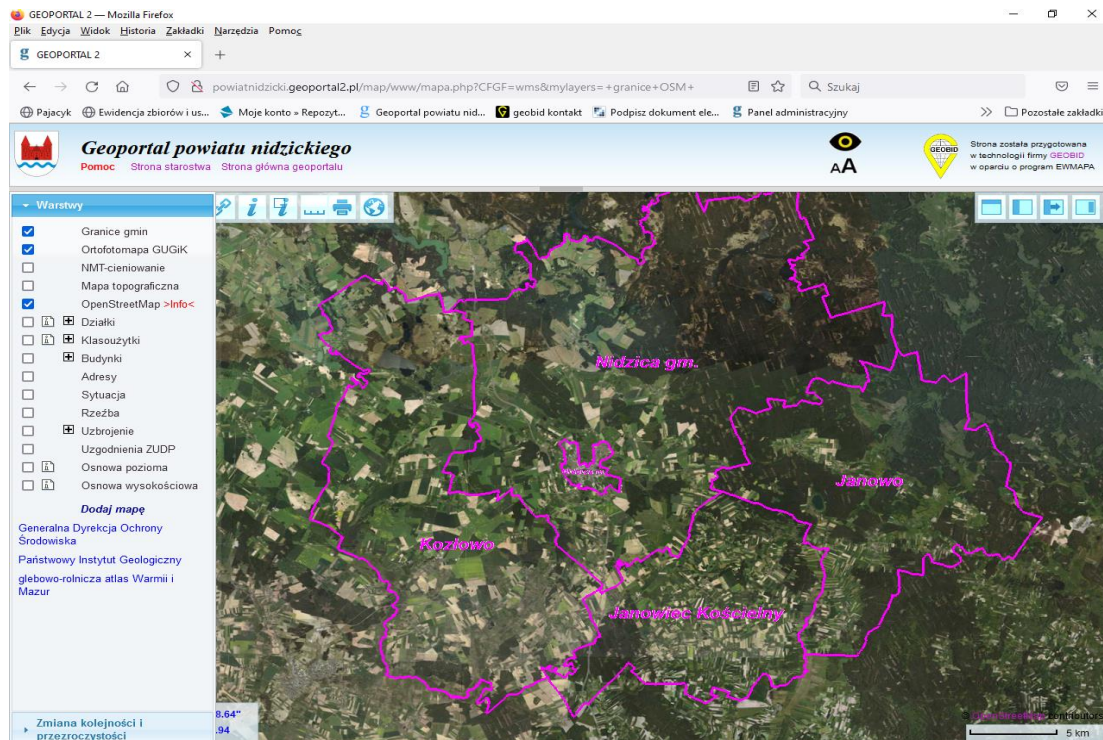 GEOPORTAL 2 — Mozilla Firefox
Plik Edycja Widok Historia Zakładki Narzędzia Pomoc
GEOPORTAL 2
powiatnidzicki.geoportal2.pl/map/www/mapa.php?CFGF=wms&mylayers=+granice+OSM+
Szukaj
Pajacyk Ewidencja zbiorów i us... Moje konto » Repozyt... Geoportal powiatu nid... geobid kontakt Podpisz dokument ele... Panel administracyjny Pozostałe zakładki
Geoportal powiatu nidzickiego
Pomoc Strona starostwa Strona główna geoportalu
AA
GEOBID
Strona została przygotowana
w technologii firmy GEOBID
w oparciu o program EWMAPA
Warstwy
Granice gmin
Ortofotomapa GUGiK
NMT-cieniowanie
Mapa topograficzna
OpenStreetMap >Info<
Działki
Klasoużytki
Budynki
Adresy
Sytuacja
Rzeźba
Uzbrojenie
Uzgodnienia ZUDP
Osnowa pozioma
Osnowa wysokościowa
Dodaj mapę
Generalna Dyrekcja Ochrony
Środowiska
Państwowy Instytut Geologiczny
glebowo-rolnicza atlas Warmii i
Mazur
Zmiana kolejności i
przezroczystości
Nidzica gm.
Janowo
Kozłowo
Janowiec Kościelny
8.64"
.94
© OpenStreetMap contributors
5 km